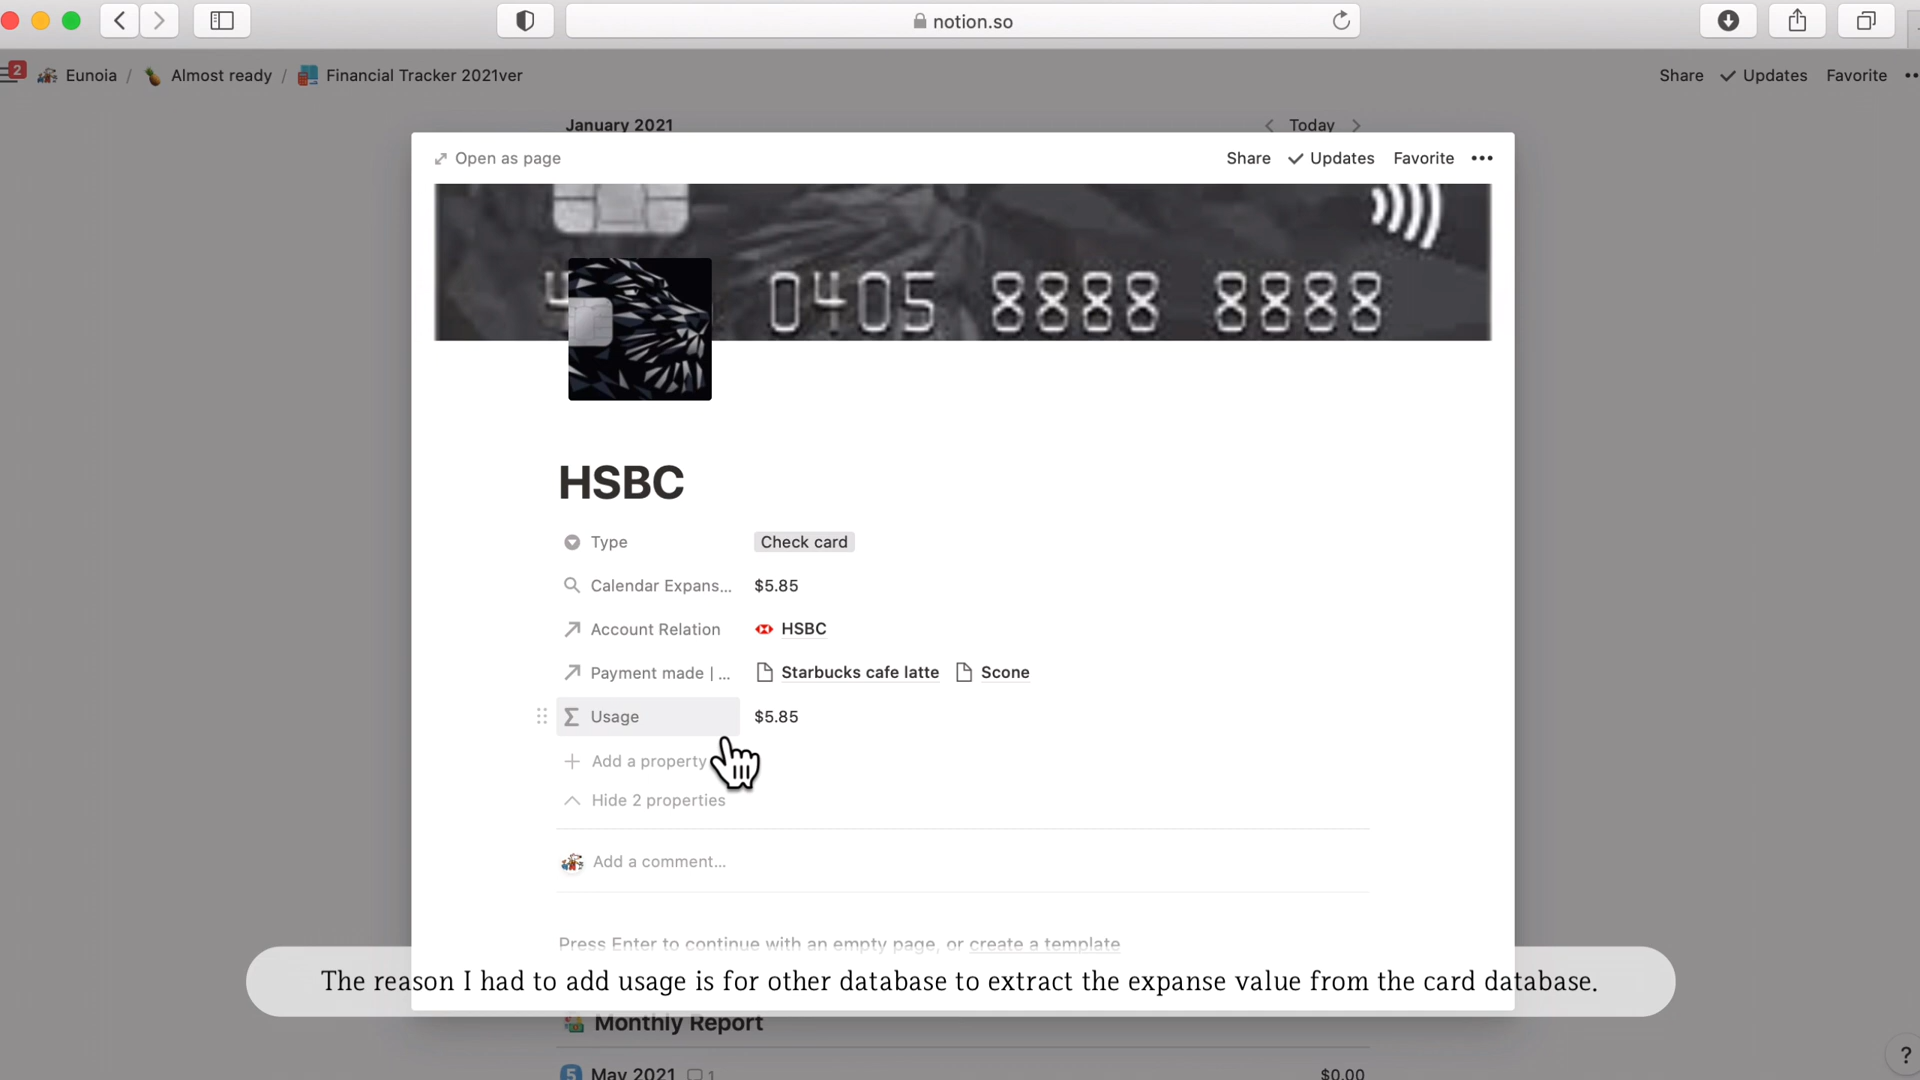 notion.so
2
Eunoia / Almost ready / Financial Tracker 2021ver
Share Updates Favorite
January 2021
Today
Open as page
Share Updates Favorite
4 0405 8888 8888
HSBC
Type Check card
Calendar Expans... $5.85
Account Relation HSBC
Payment made | ... Starbucks cafe latte Scone
Usage $5.85
Add a property
Hide 2 properties
Add a comment...
Press Enter to continue with an empty page, or create a template
The reason I had to add usage is for other database to extract the expanse value from the card database.
Monthly Report
5 May 2021 1 $0.00
?